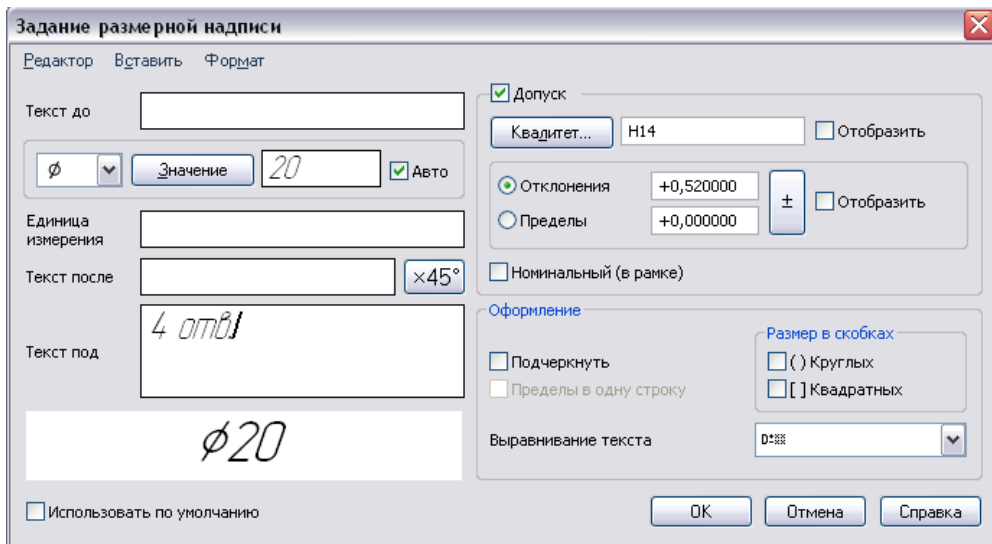 Задание размерной надписи
Редактор Вставить Формат
Текст до
Ø Значение 20 Авто
Единица
измерения
Текст после ×45°
Текст под 4 отв.
Ø20
Использовать по умолчанию
Допуск
Квалитет... H14 Отобразить
Отклонения +0,520000
Пределы +0,000000
± Отобразить
Номинальный (в рамке)
Оформление
Подчеркнуть
Пределы в одну строку
Размер в скобках
( ) Круглых
[ ] Квадратных
Выравнивание текста
OK Отмена Справка